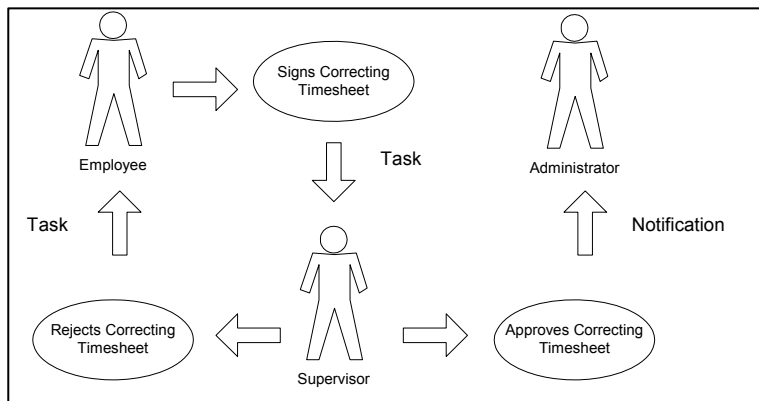 Signs Correcting
Timesheet
Employee
Task
Administrator
Task
Notification
Rejects Correcting
Timesheet
Approves Correcting
Timesheet
Supervisor